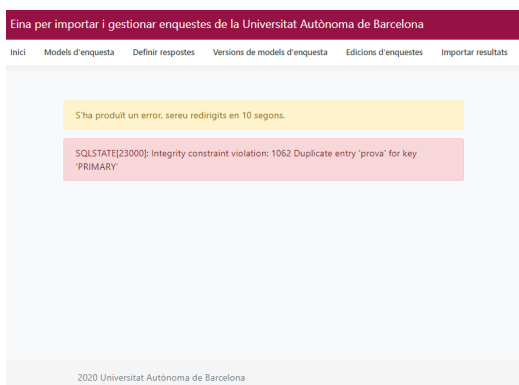 Eina per importar i gestionar enquestes de la Universitat Autònoma de Barcelona
Inici Models d'enquesta Definir respostes Versions de models d'enquesta Edicions d'enquestes Importar resultats
S'ha produït un error, sereu redirigits en 10 segons.
SQLSTATE[23000]: Integrity constraint violation: 1062 Duplicate entry 'prova' for key
'PRIMARY'
2020 Universitat Autònoma de Barcelona